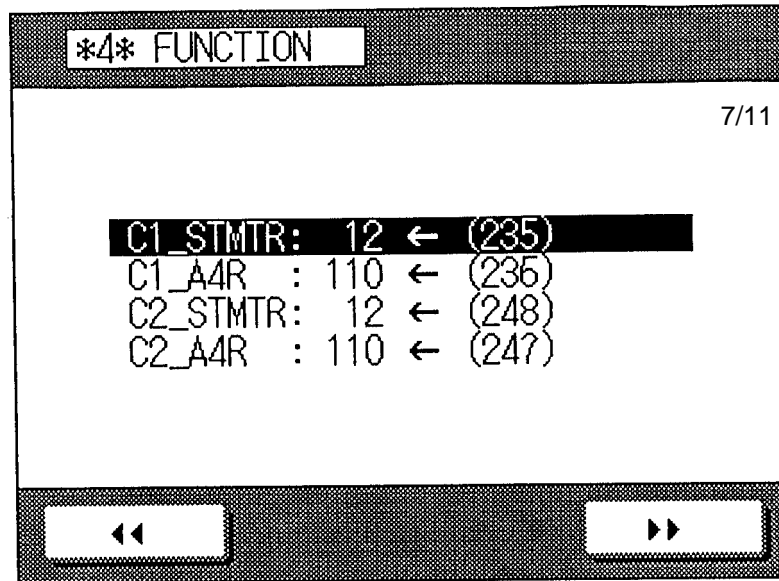 *4* FUNCTION
7/11
C1_STMTR: 12 ← (235)
C1_A4R : 110 ← (236)
C2_STMTR: 12 ← (248)
C2_A4R : 110 ← (247)